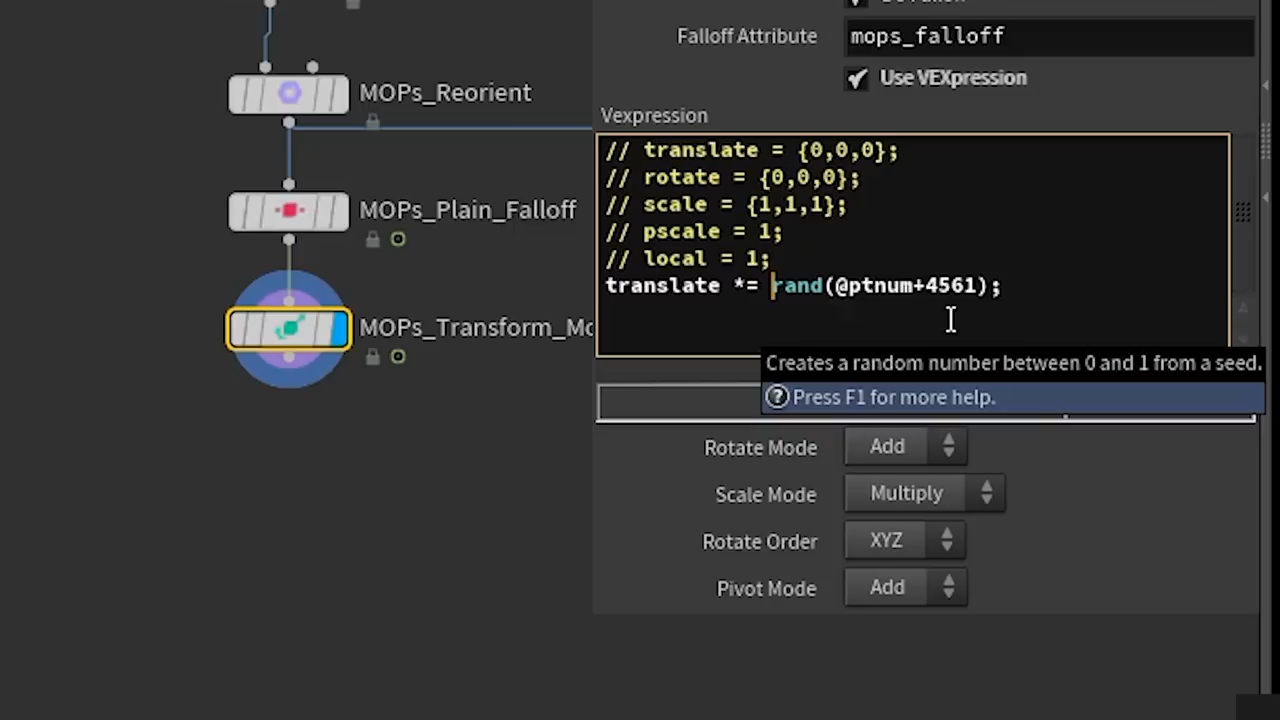 Falloff Attribute mops_falloff
Use VEXpression
MOPs_Reorient
Vexpression
// translate = {0,0,0};
// rotate = {0,0,0};
// scale = {1,1,1};
// pscale = 1;
// local = 1;
translate *= rand(@ptnum+4561);
MOPs_Plain_Falloff
MOPs_Transform_Mo
Creates a random number between 0 and 1 from a seed.
Press F1 for more help.
Rotate Mode Add
Scale Mode Multiply
Rotate Order XYZ
Pivot Mode Add